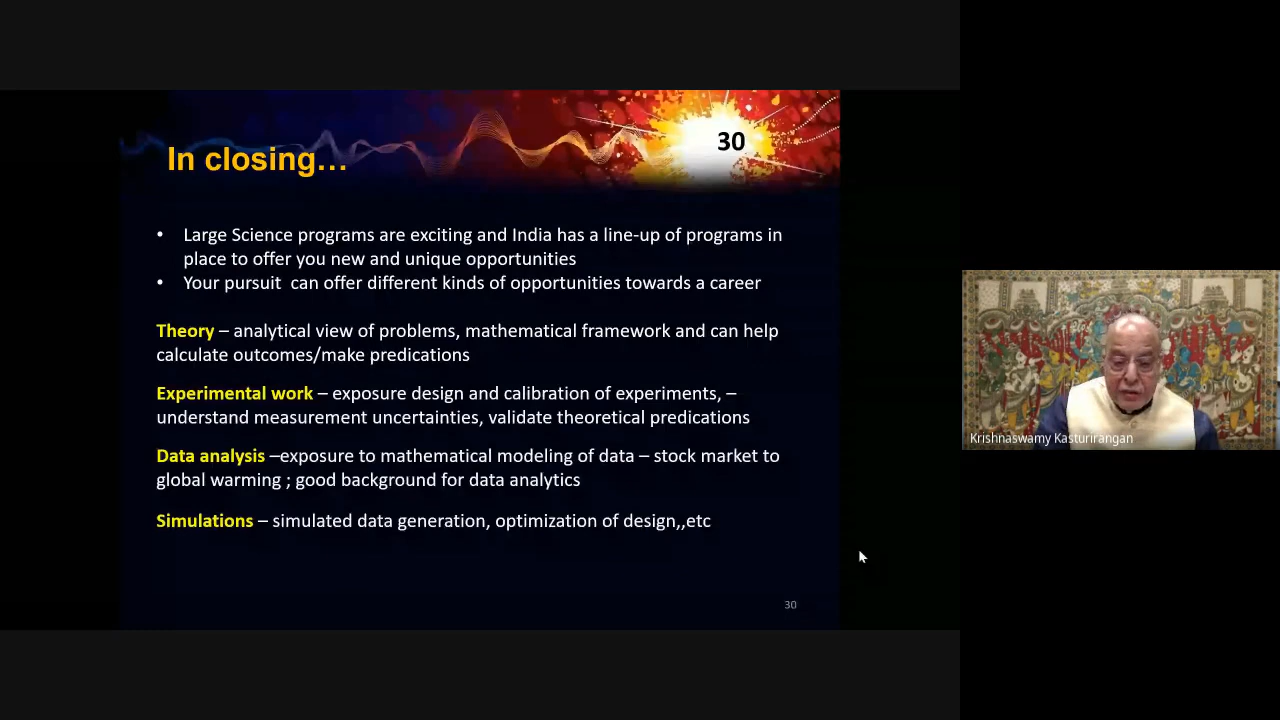 30
In closing…
• Large Science programs are exciting and India has a line-up of programs in
place to offer you new and unique opportunities
• Your pursuit  can offer different kinds of opportunities towards a career
Theory – analytical view of problems, mathematical framework and can help
calculate outcomes/make predications
Experimental work – exposure design and calibration of experiments, –
understand measurement uncertainties, validate theoretical predications
Data analysis –exposure to mathematical modeling of data – stock market to
global warming ; good background for data analytics
Simulations – simulated data generation, optimization of design,,etc
30
Krishnaswamy Kasturirangan